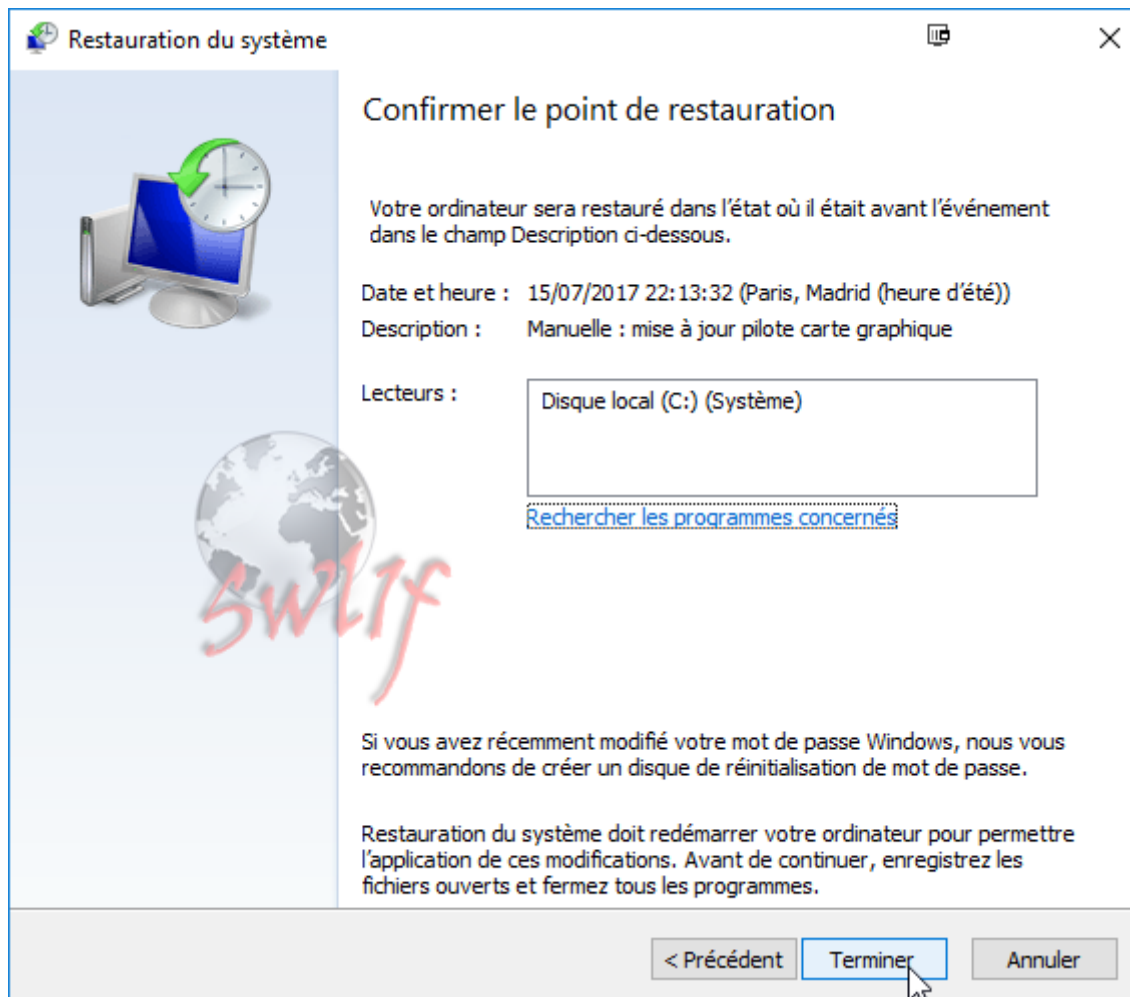 Restauration du système
Confirmer le point de restauration
Votre ordinateur sera restauré dans l’état où il était avant l’événement
dans le champ Description ci-dessous.
Date et heure : 15/07/2017 22:13:32 (Paris, Madrid (heure d’été))
Description : Manuelle : mise à jour pilote carte graphique
Lecteurs : Disque local (C:) (Système)
Rechercher les programmes concernés
swlif
Si vous avez récemment modifié votre mot de passe Windows, nous vous
recommandons de créer un disque de réinitialisation de mot de passe.
Restauration du système doit redémarrer votre ordinateur pour permettre
l’application de ces modifications. Avant de continuer, enregistrez les
fichiers ouverts et fermez tous les programmes.
< Précédent Terminer Annuler